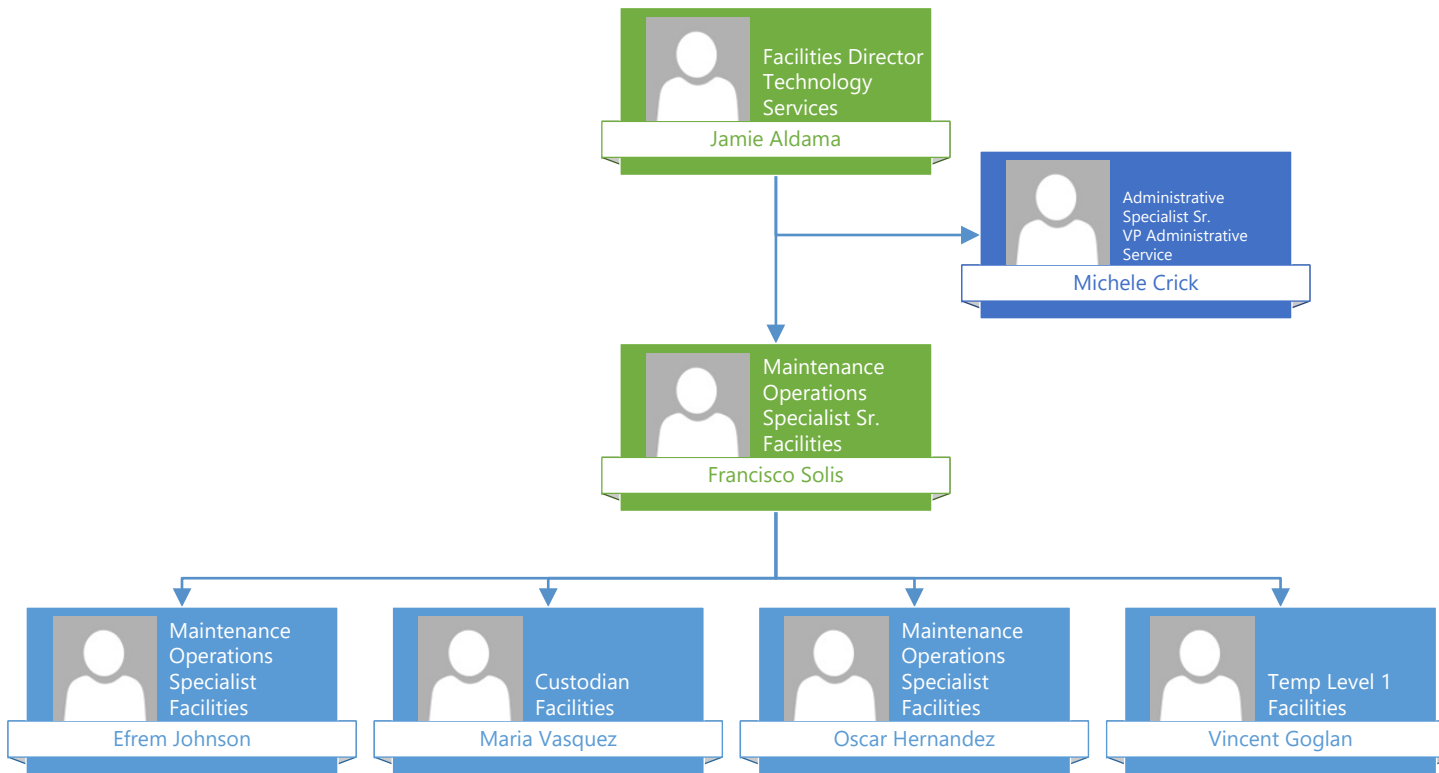 Facilities Director
Technology
Services
Jamie Aldama
Administrative
Specialist Sr.
VP Administrative
Service
Michele Crick
Maintenance
Operations
Specialist Sr.
Facilities
Francisco Solis
Maintenance
Operations
Specialist
Facilities
Efrem Johnson
Custodian
Facilities
Maria Vasquez
Maintenance
Operations
Specialist
Facilities
Oscar Hernandez
Temp Level 1
Facilities
Vincent Goglan